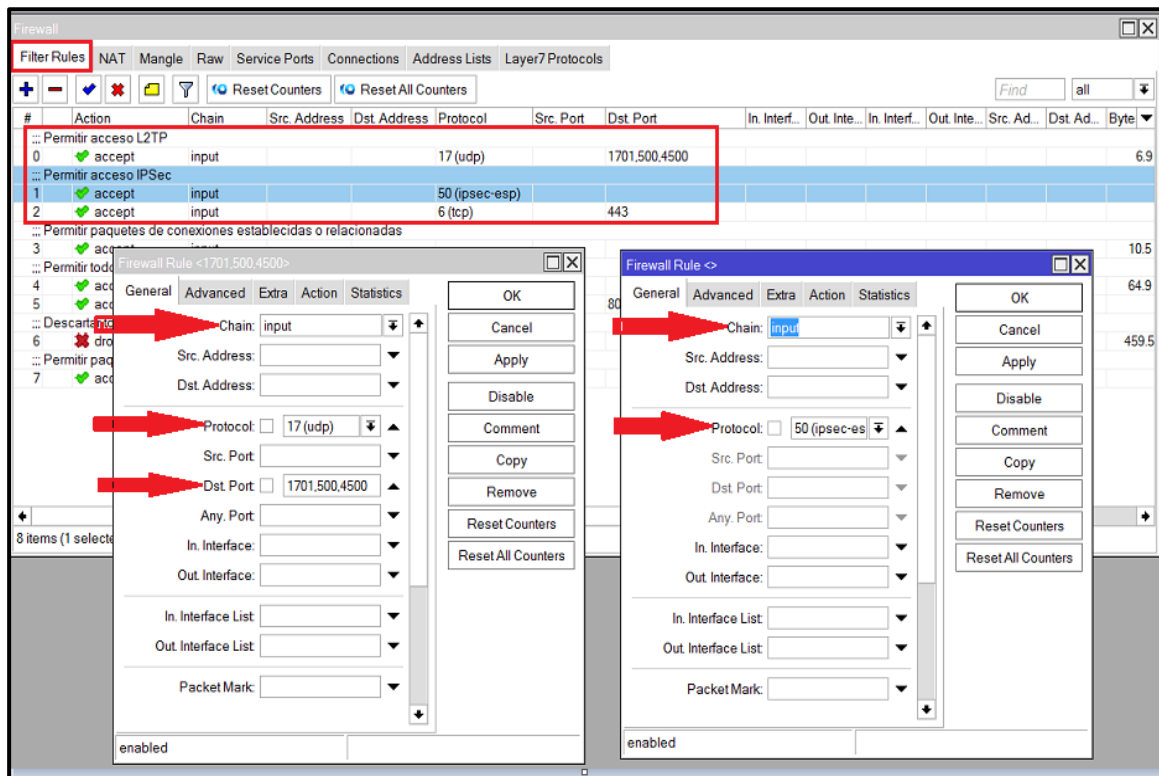 Firewall
Filter Rules NAT Mangle Raw Service Ports Connections Address Lists Layer7 Protocols
Reset Counters Reset All Counters Find all
# Action Chain Src. Address Dst. Address Protocol Src. Port Dst. Port In. Interf... Out. Inte... In. Interf... Out. Inte... Src. Ad... Dst. Ad... Byte
::: Permitir acceso L2TP
0 accept input 17 (udp) 1701,500,4500 6.9
::: Permitir acceso IPSec
1 accept input 50 (ipsec-esp)
2 accept input 6 (tcp) 443
::: Permitir paquetes de conexiones establecidas o relacionadas
3 acc 10.5
::: Permitir todo
4 acc 64.9
5 acc 80
::: Descarta
6 dro 459.5
::: Permitir paq
7 acc
8 items (1 selecte
Firewall Rule <1701,500,4500>
General Advanced Extra Action Statistics
Chain: input
Src. Address:
Dst. Address:
Protocol: 17 (udp)
Src. Port:
Dst. Port: 1701,500,4500
Any. Port:
In. Interface:
Out. Interface:
In. Interface List:
Out. Interface List:
Packet Mark:
OK
Cancel
Apply
Disable
Comment
Copy
Remove
Reset Counters
Reset All Counters
enabled
Firewall Rule <>
General Advanced Extra Action Statistics
Chain: input
Src. Address:
Dst. Address:
Protocol: 50 (ipsec-es
Src. Port:
Dst. Port:
Any. Port:
In. Interface:
Out. Interface:
In. Interface List:
Out. Interface List:
Packet Mark:
OK
Cancel
Apply
Disable
Comment
Copy
Remove
Reset Counters
Reset All Counters
enabled